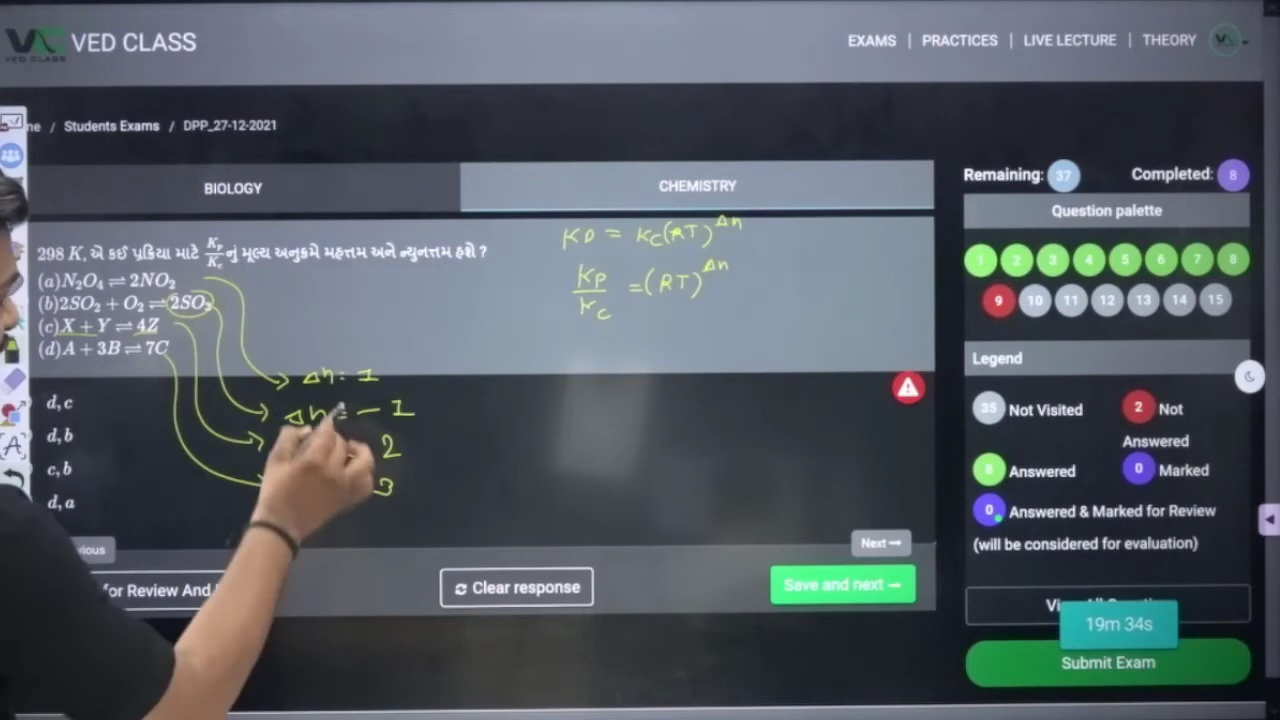 VED CLASS
VED CLASS
EXAMS | PRACTICES | LIVE LECTURE | THEORY
/ Students Exams / DPP_27-12-2021
BIOLOGY
CHEMISTRY
298 K, એ કઈ પ્રક્રિયા માટે Kp/Kc નું મૂલ્ય અનુક્રમે મહત્તમ અને ન્યુનત્તમ હશે ?
(a) N₂O₄ ⇌ 2NO₂
(b) 2SO₂ + O₂ ⇌ 2SO₃
(c) X + Y ⇌ 4Z
(d) A + 3B ⇌ 7C
KP = Kc(RT)^Δn
KP/Kc = (RT)^Δn
Δn = 1
Δn = -1
2
3
d, c
d, b
c, b
d, a
Next
for Review And
Clear response
Save and next
Remaining: 37
Completed: 8
Question palette
1 2 3 4 5 6 7 8
9 10 11 12 13 14 15
Legend
35 Not Visited
2 Not Answered
8 Answered
0 Marked
0 Answered & Marked for Review
(will be considered for evaluation)
19m 34s
Submit Exam